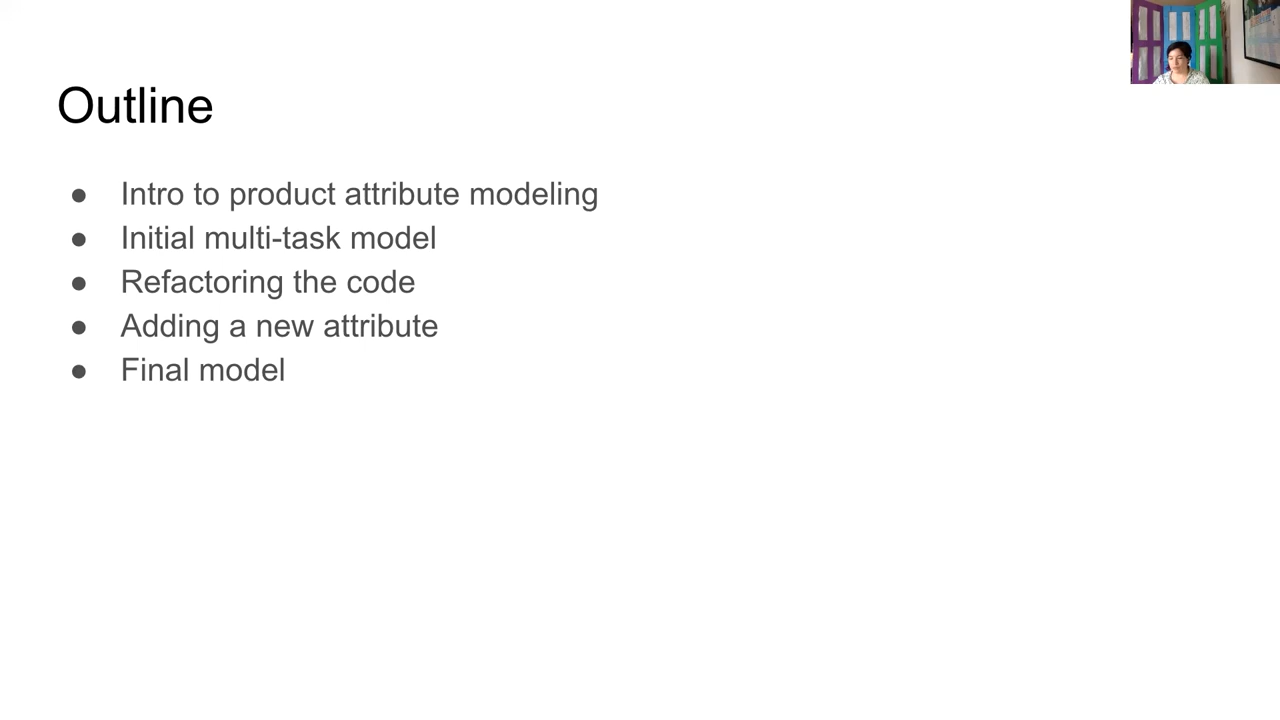 Outline
● Intro to product attribute modeling
● Initial multi-task model
● Refactoring the code
● Adding a new attribute
● Final model